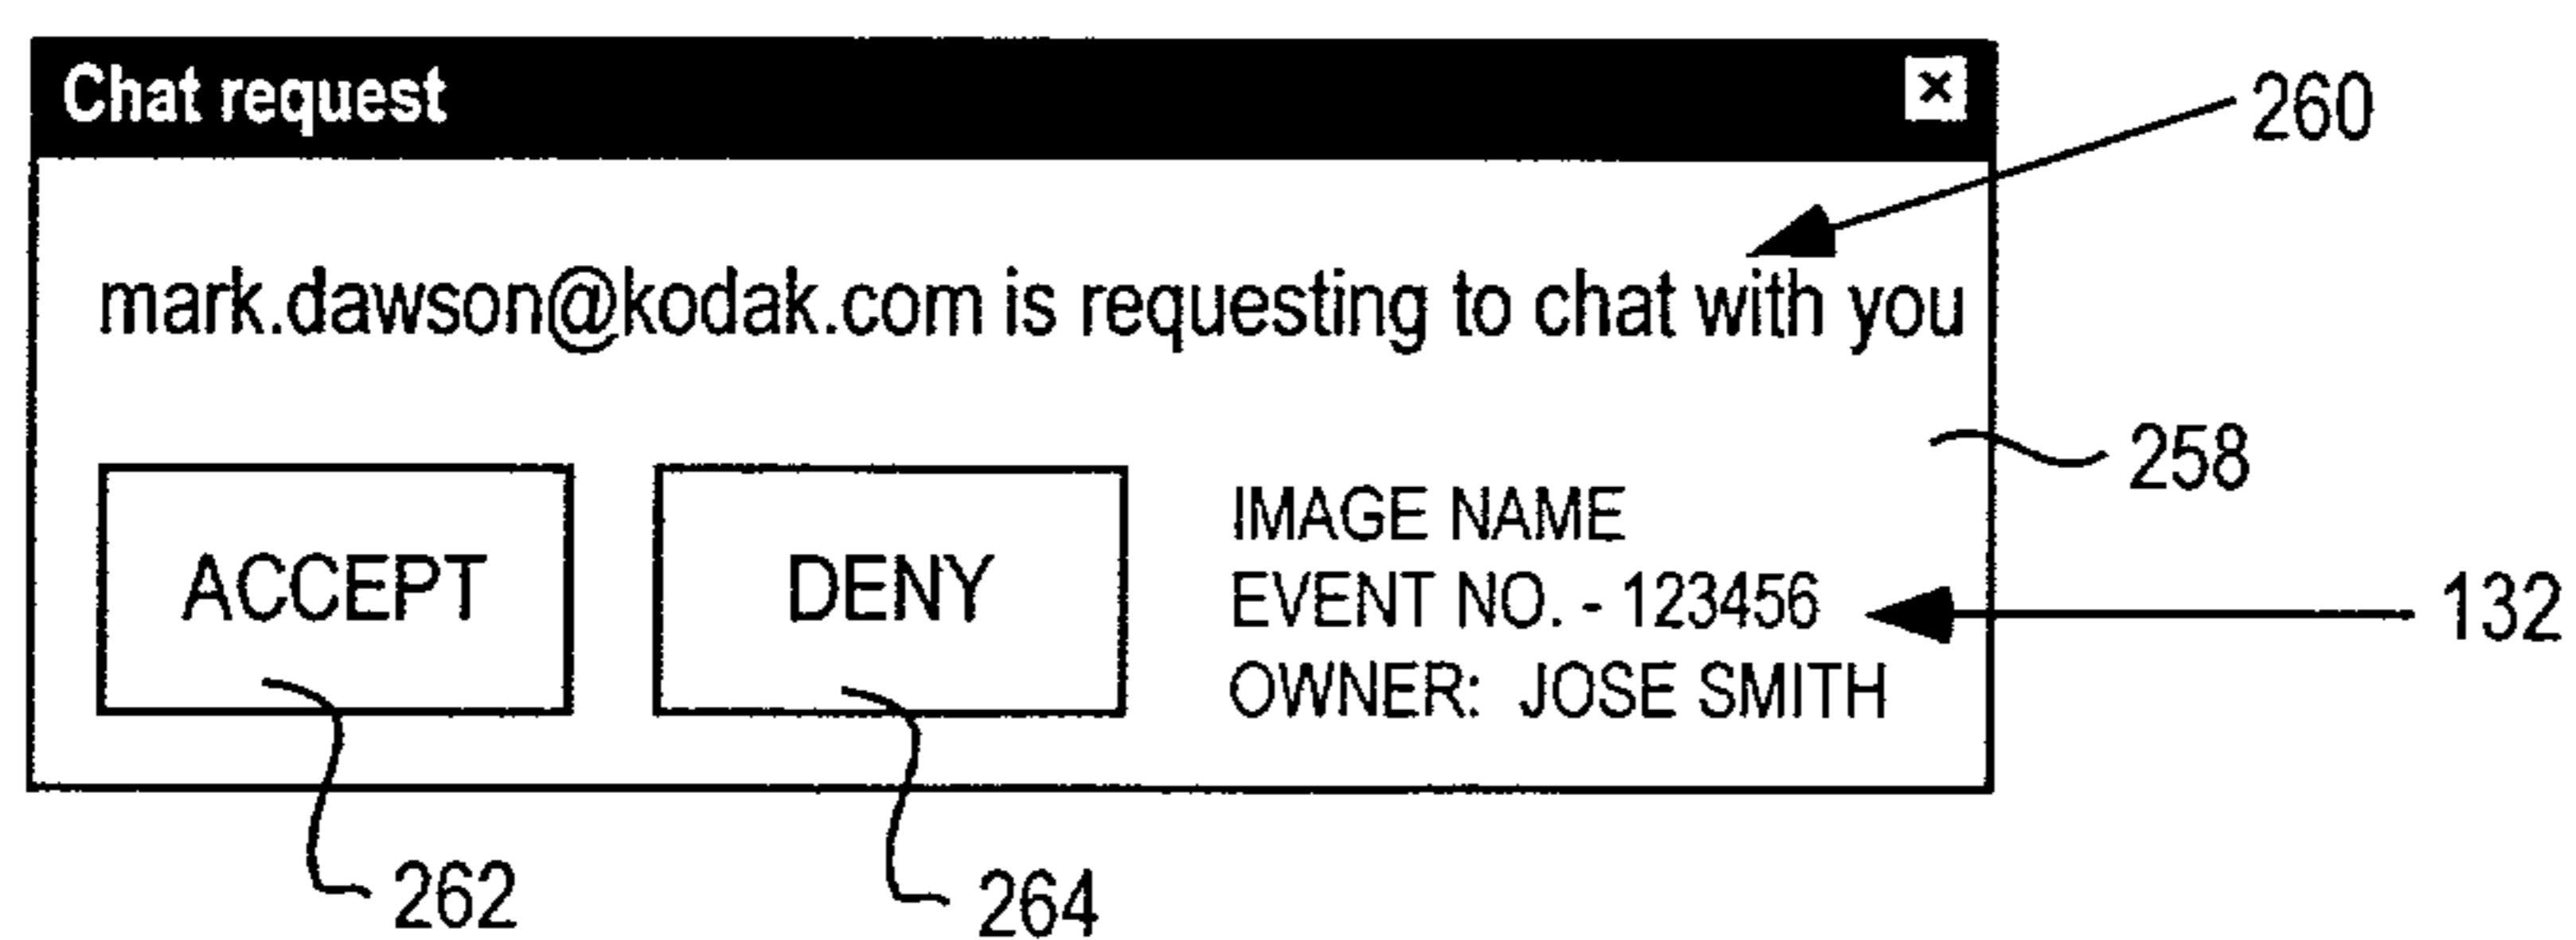 Chat request ×
260
mark.dawson@kodak.com is requesting to chat with you
258
ACCEPT
DENY
IMAGE NAME
EVENT NO. - 123456
OWNER: JOSE SMITH
132
262
264